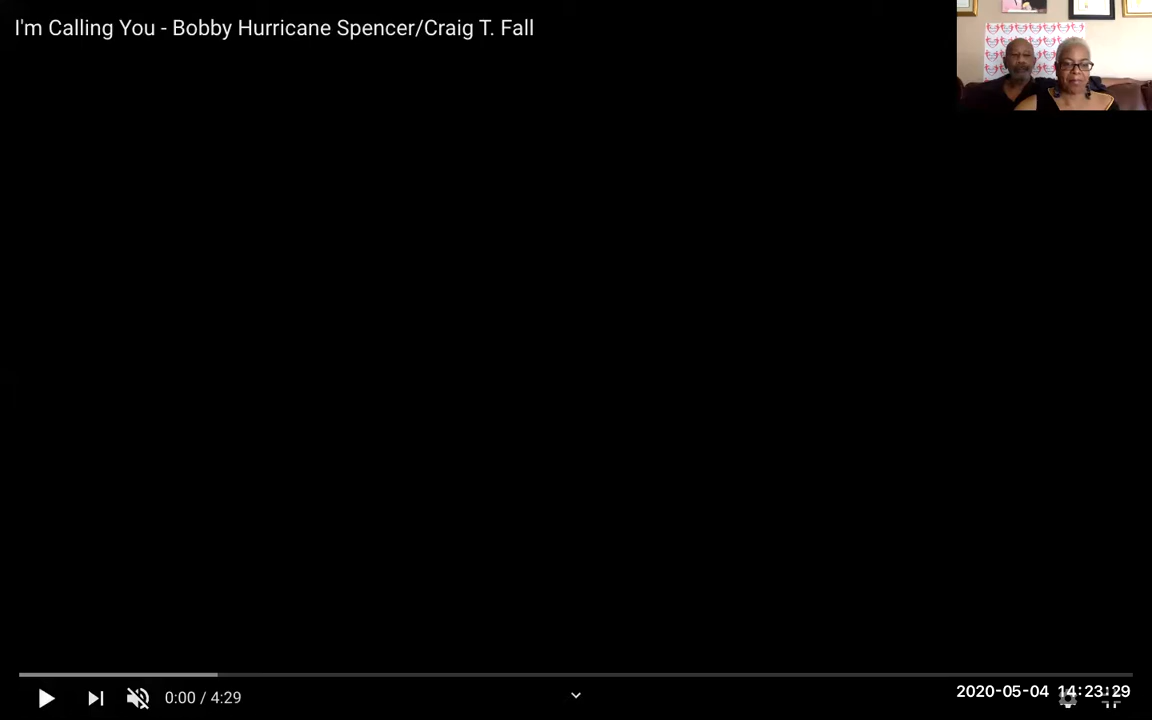 I'm Calling You - Bobby Hurricane Spencer/Craig T. Fall
0:00 / 4:29
2020-05-04 14:23:29